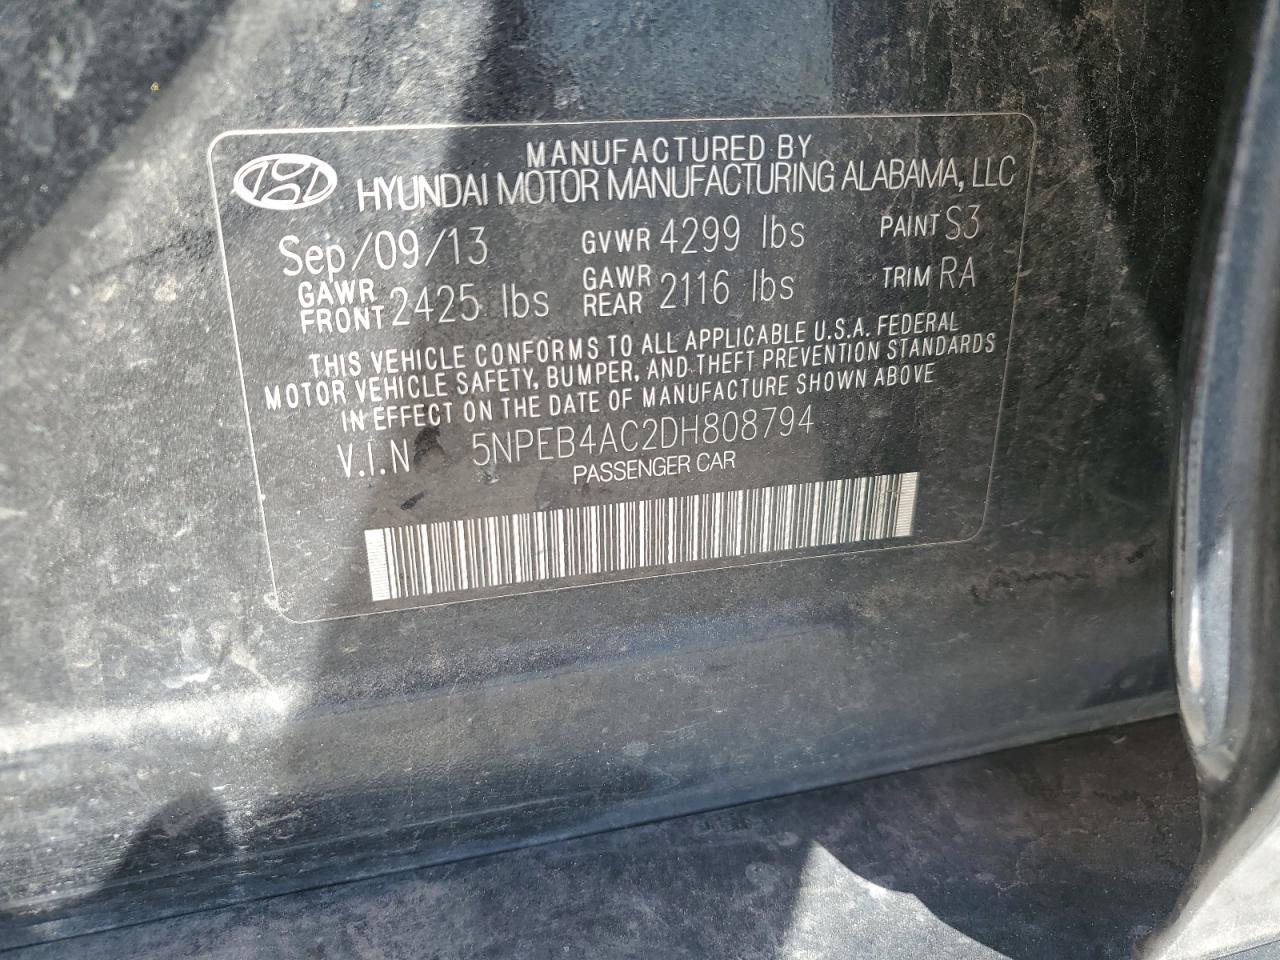 MANUFACTURED BY
HYUNDAI MOTOR MANUFACTURING ALABAMA, LLC
Sep/09/13 GVWR 4299 lbs PAINT S3
GAWR FRONT 2425 lbs GAWR REAR 2116 lbs TRIM RA
THIS VEHICLE CONFORMS TO ALL APPLICABLE U.S.A. FEDERAL
MOTOR VEHICLE SAFETY, BUMPER, AND THEFT PREVENTION STANDARDS
IN EFFECT ON THE DATE OF MANUFACTURE SHOWN ABOVE
V.I.N 5NPEB4AC2DH808794
PASSENGER CAR